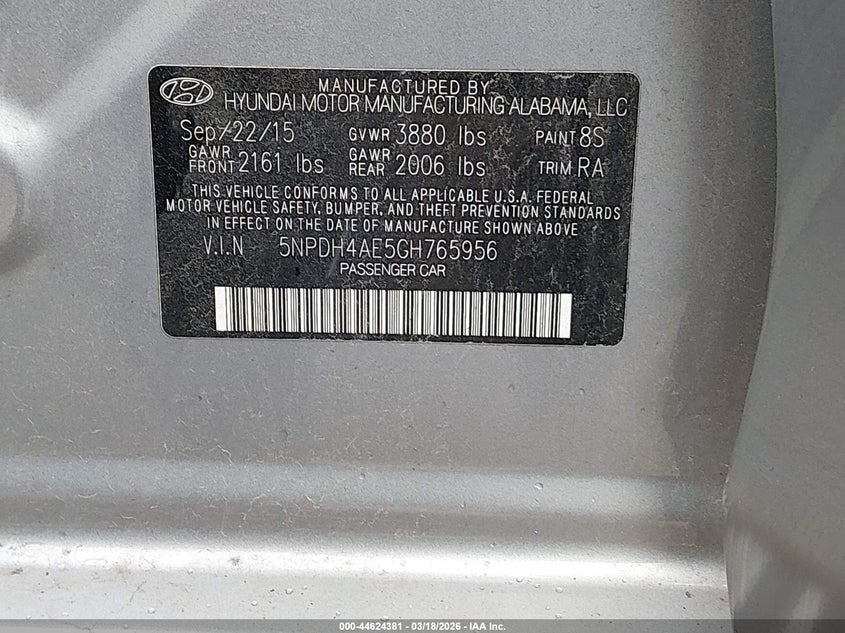 MANUFACTURED BY
HYUNDAI MOTOR MANUFACTURING ALABAMA, LLC
Sep/22/15 GVWR 3880 lbs PAINT 8S
GAWR FRONT 2161 lbs GAWR REAR 2006 lbs TRIM RA
THIS VEHICLE CONFORMS TO ALL APPLICABLE U.S.A. FEDERAL
MOTOR VEHICLE SAFETY, BUMPER, AND THEFT PREVENTION STANDARDS
IN EFFECT ON THE DATE OF MANUFACTURE SHOWN ABOVE
V.I.N 5NPDH4AE5GH765956
PASSENGER CAR
000-44624381 - 03/18/2026 - IAA Inc.